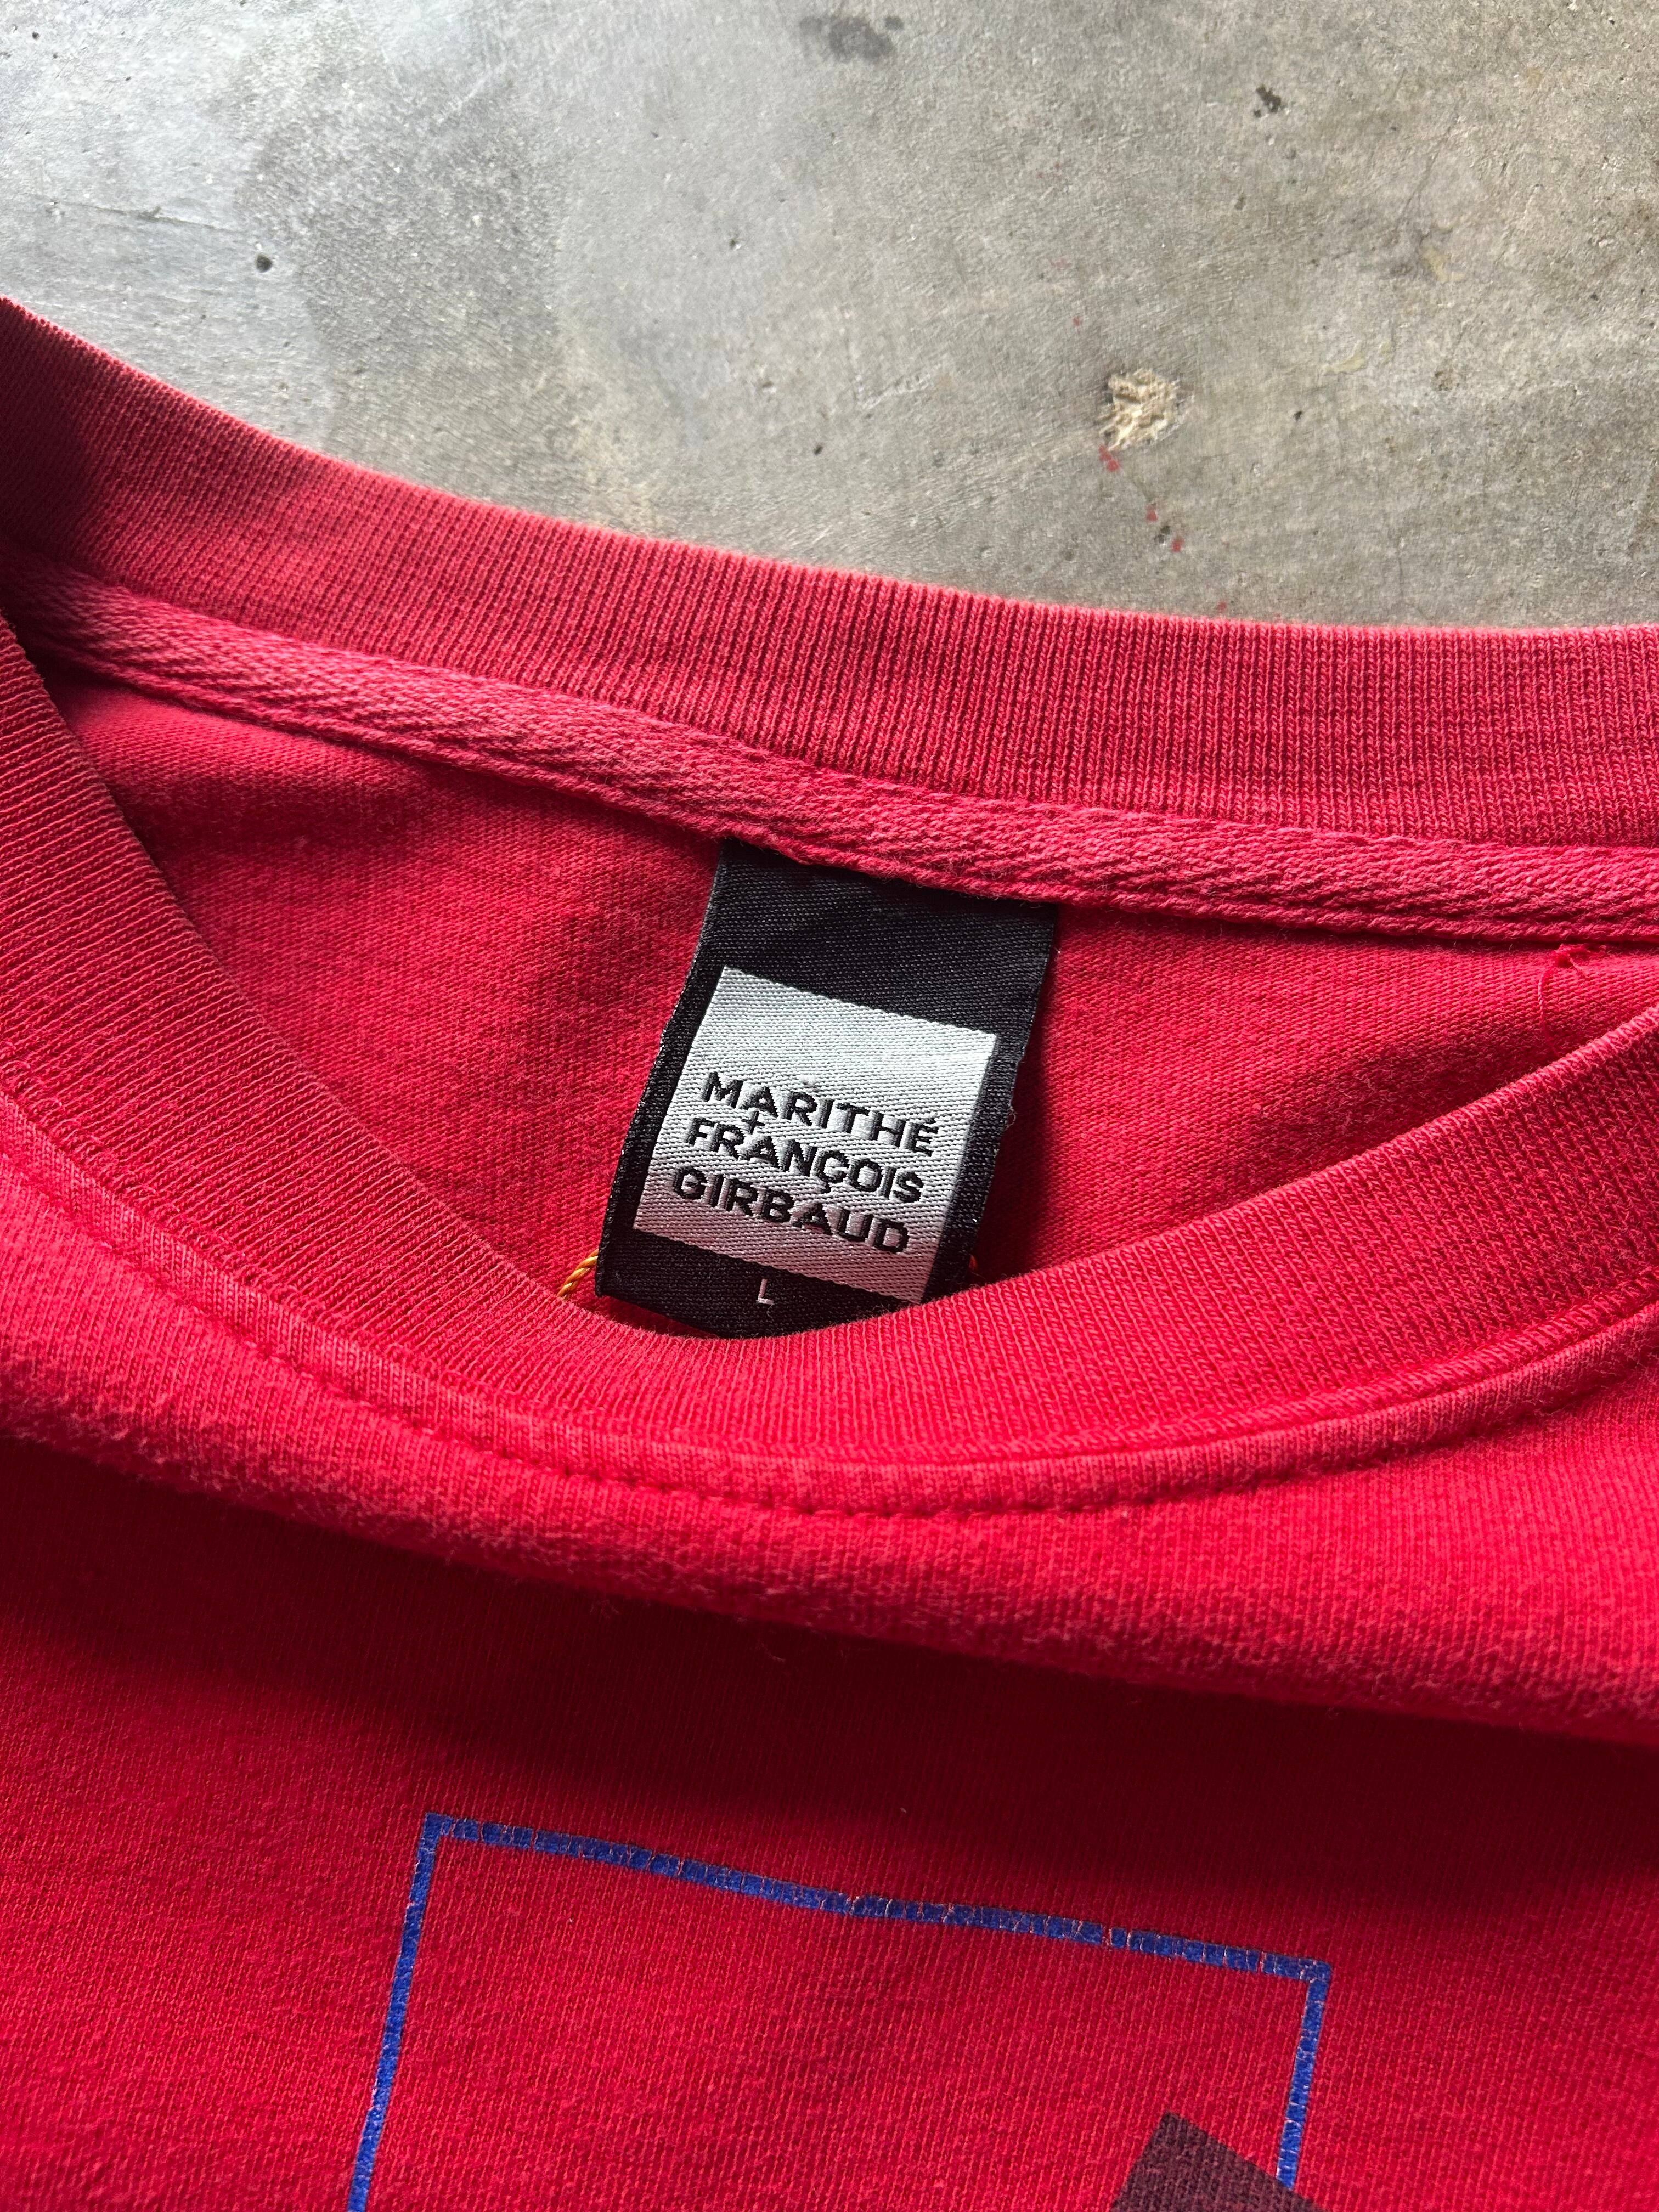 MARITHÉ
+
FRANÇOIS
GIRBAUD
L